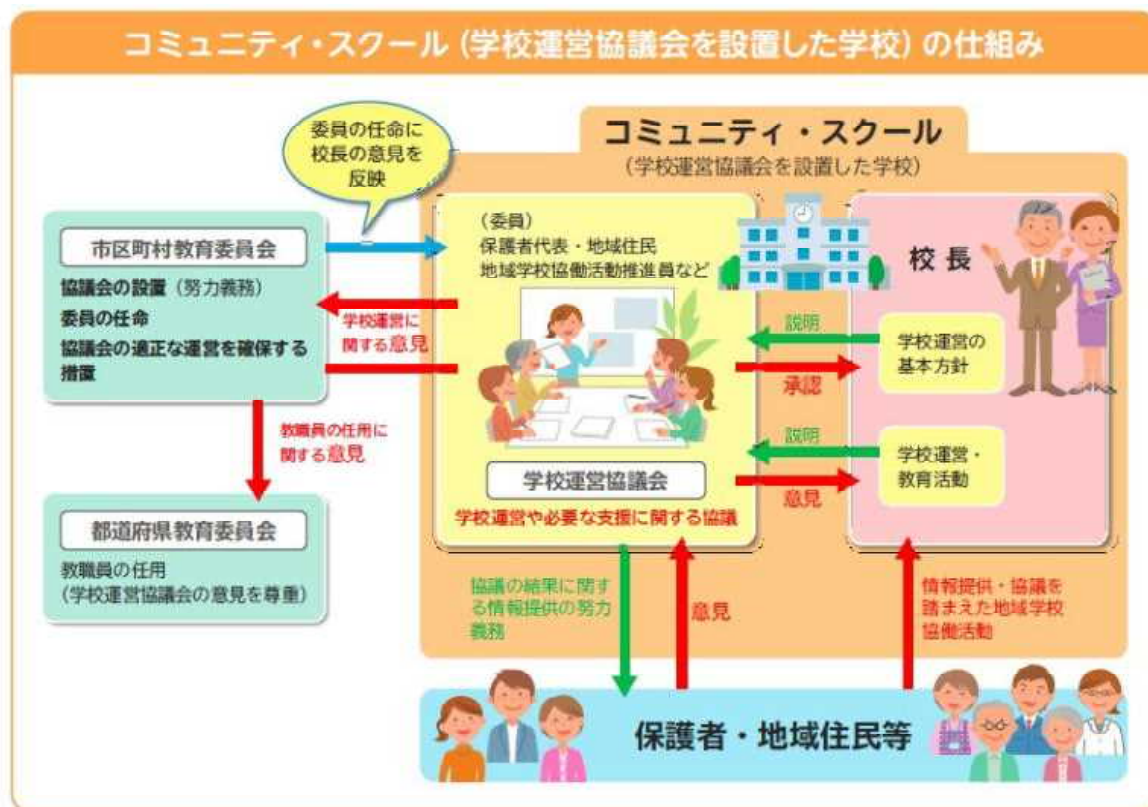 コミュニティ・スクール（学校運営協議会を設置した学校）の仕組み
コミュニティ・スクール
（学校運営協議会を設置した学校）
委員の任命に
校長の意見を
反映
市区町村教育委員会
協議会の設置（努力義務）
委員の任命
協議会の適正な運営を確保する
措置
学校運営に
関する意見
教職員の任用に
関する意見
都道府県教育委員会
教職員の任用
（学校運営協議会の意見を尊重）
（委員）
保護者代表・地域住民
地域学校協働活動推進員など
学校運営協議会
学校運営や必要な支援に関する協議
校長
説明
承認
学校運営の
基本方針
説明
意見
学校運営・
教育活動
協議の結果に関す
る情報提供の努力
義務
意見
情報提供・協議を
踏まえた地域学校
協働活動
保護者・地域住民等